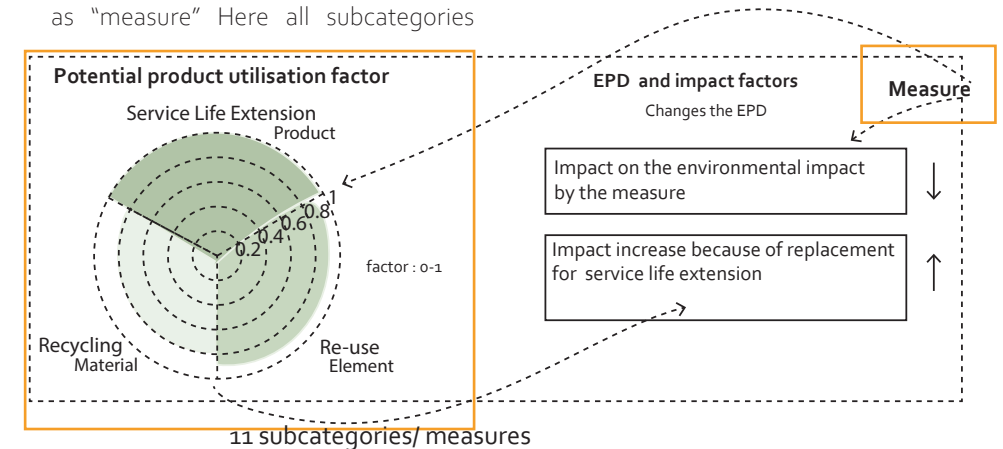 as “measure” Here all subcategories
Potential product utilisation factor
EPD and impact factors
Measure
Changes the EPD
Service Life Extension
Product
1
0.8
0.6
0.4
0.2
factor : 0-1
Impact on the environmental impact
by the measure
Impact increase because of replacement
for service life extension
Recycling
Material
Re-use
Element
11 subcategories/ measures